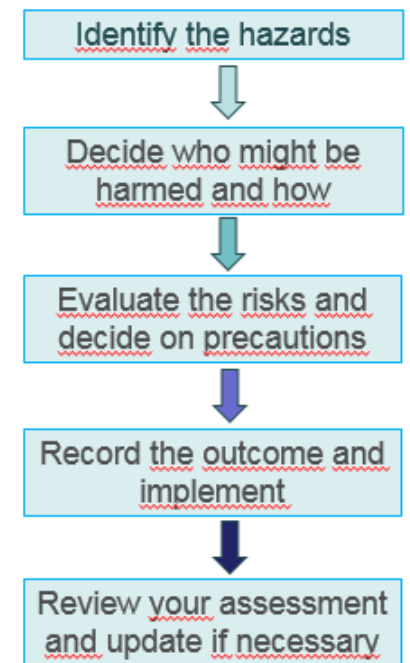 Identify the hazards
Decide who might be
harmed and how
Evaluate the risks and
decide on precautions
Record the outcome and
implement
Review your assessment
and update if necessary